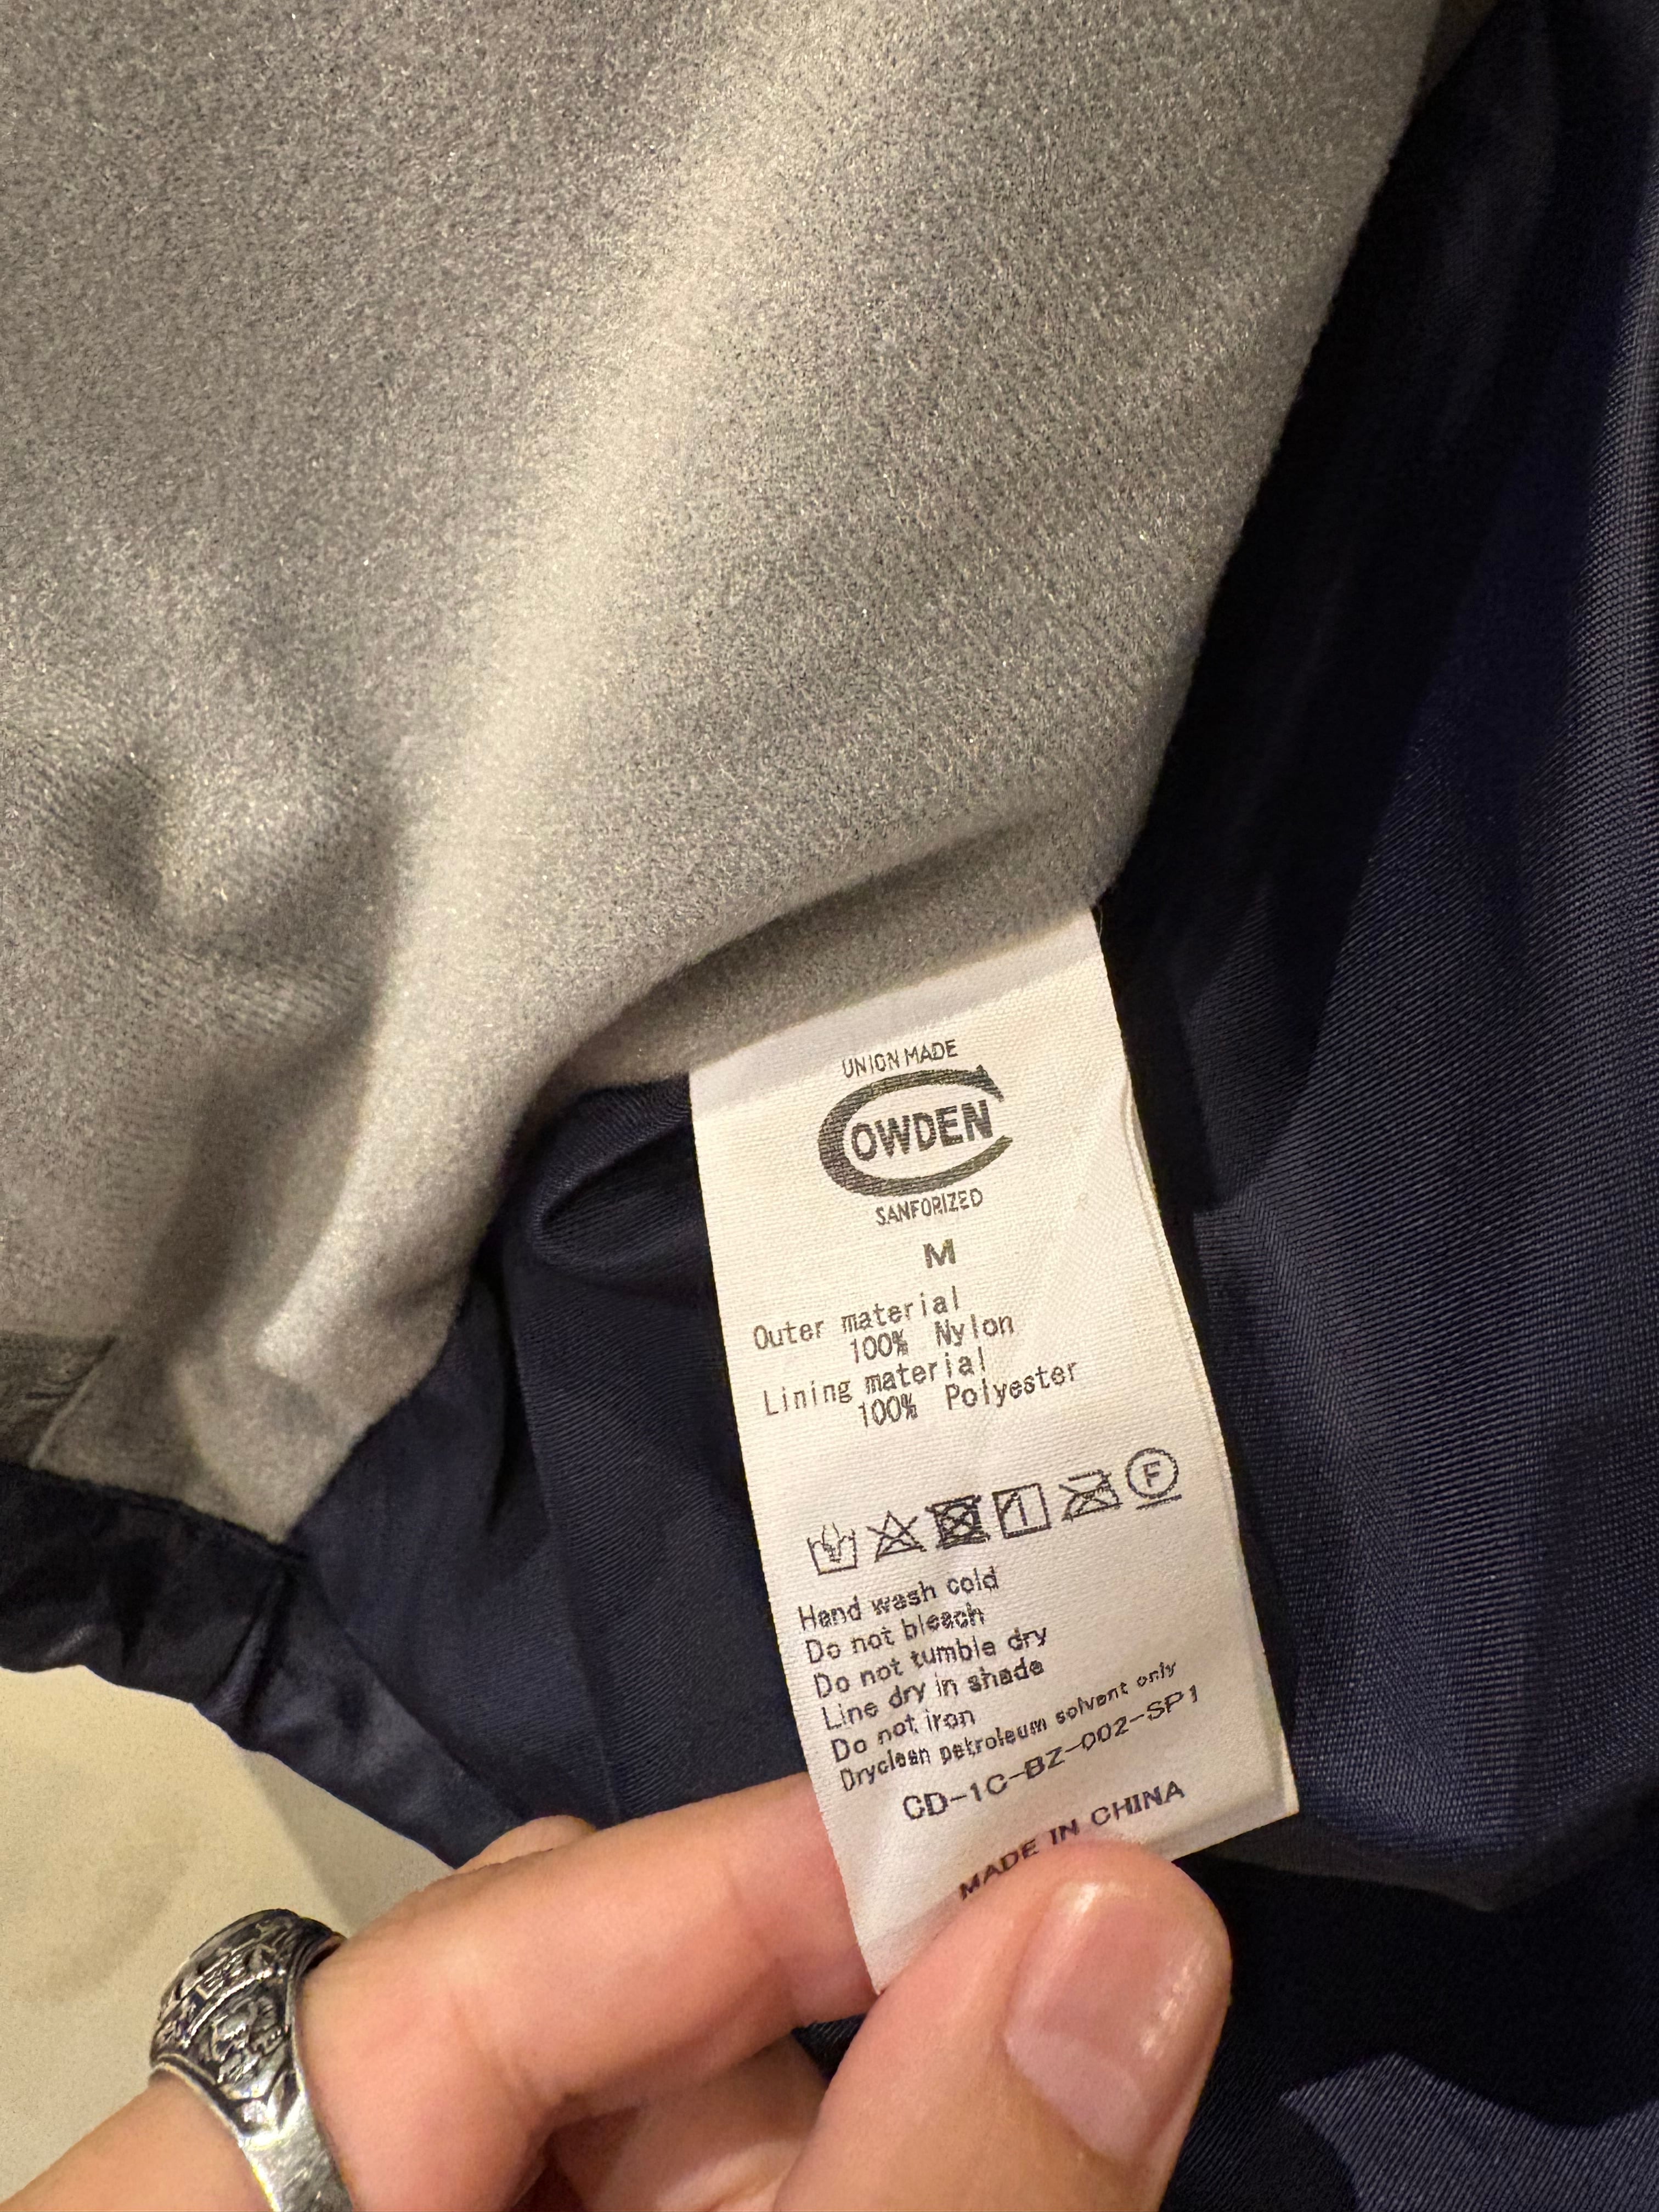 UNION MADE
COWDEN
SANFORIZED
M
Outer material
100% Nylon
Lining material
100% Polyester
F
Hand wash cold
Do not bleach
Do not tumble dry
Line dry in shade
Do not iron
Dryclean petroleum solvent only
CD-1C-BZ-002-SP1
MADE IN CHINA